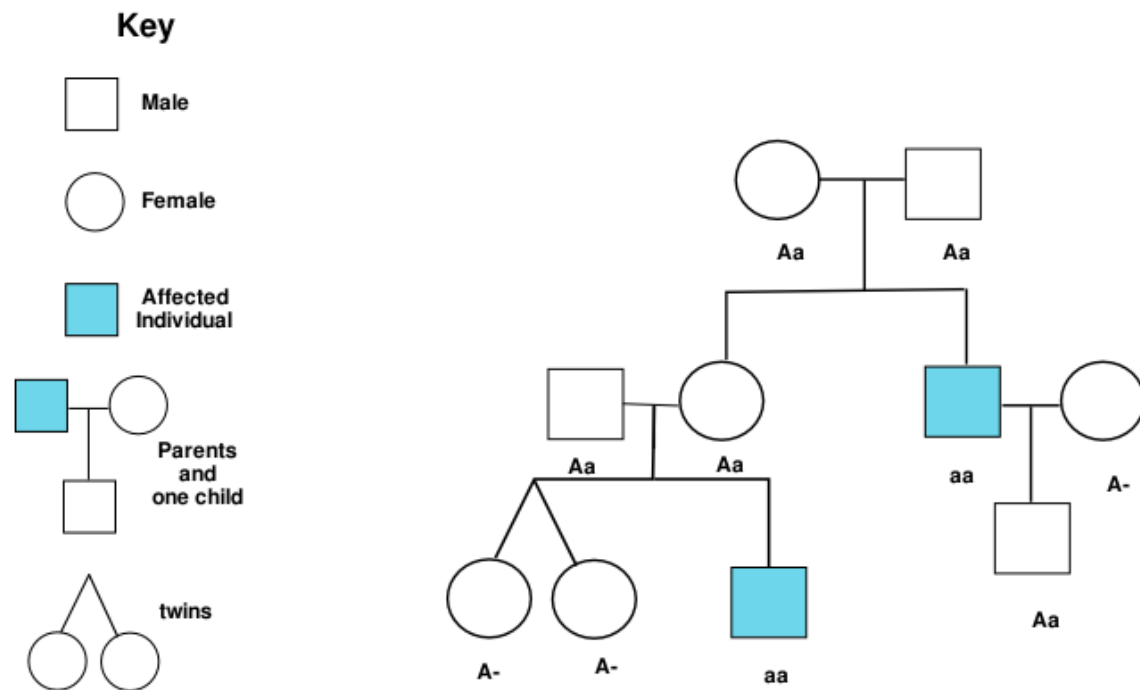 Key
Male
Female
Affected
Individual
Parents
and
one child
twins
Aa
Aa
Aa
Aa
aa
A-
A-
A-
aa
Aa